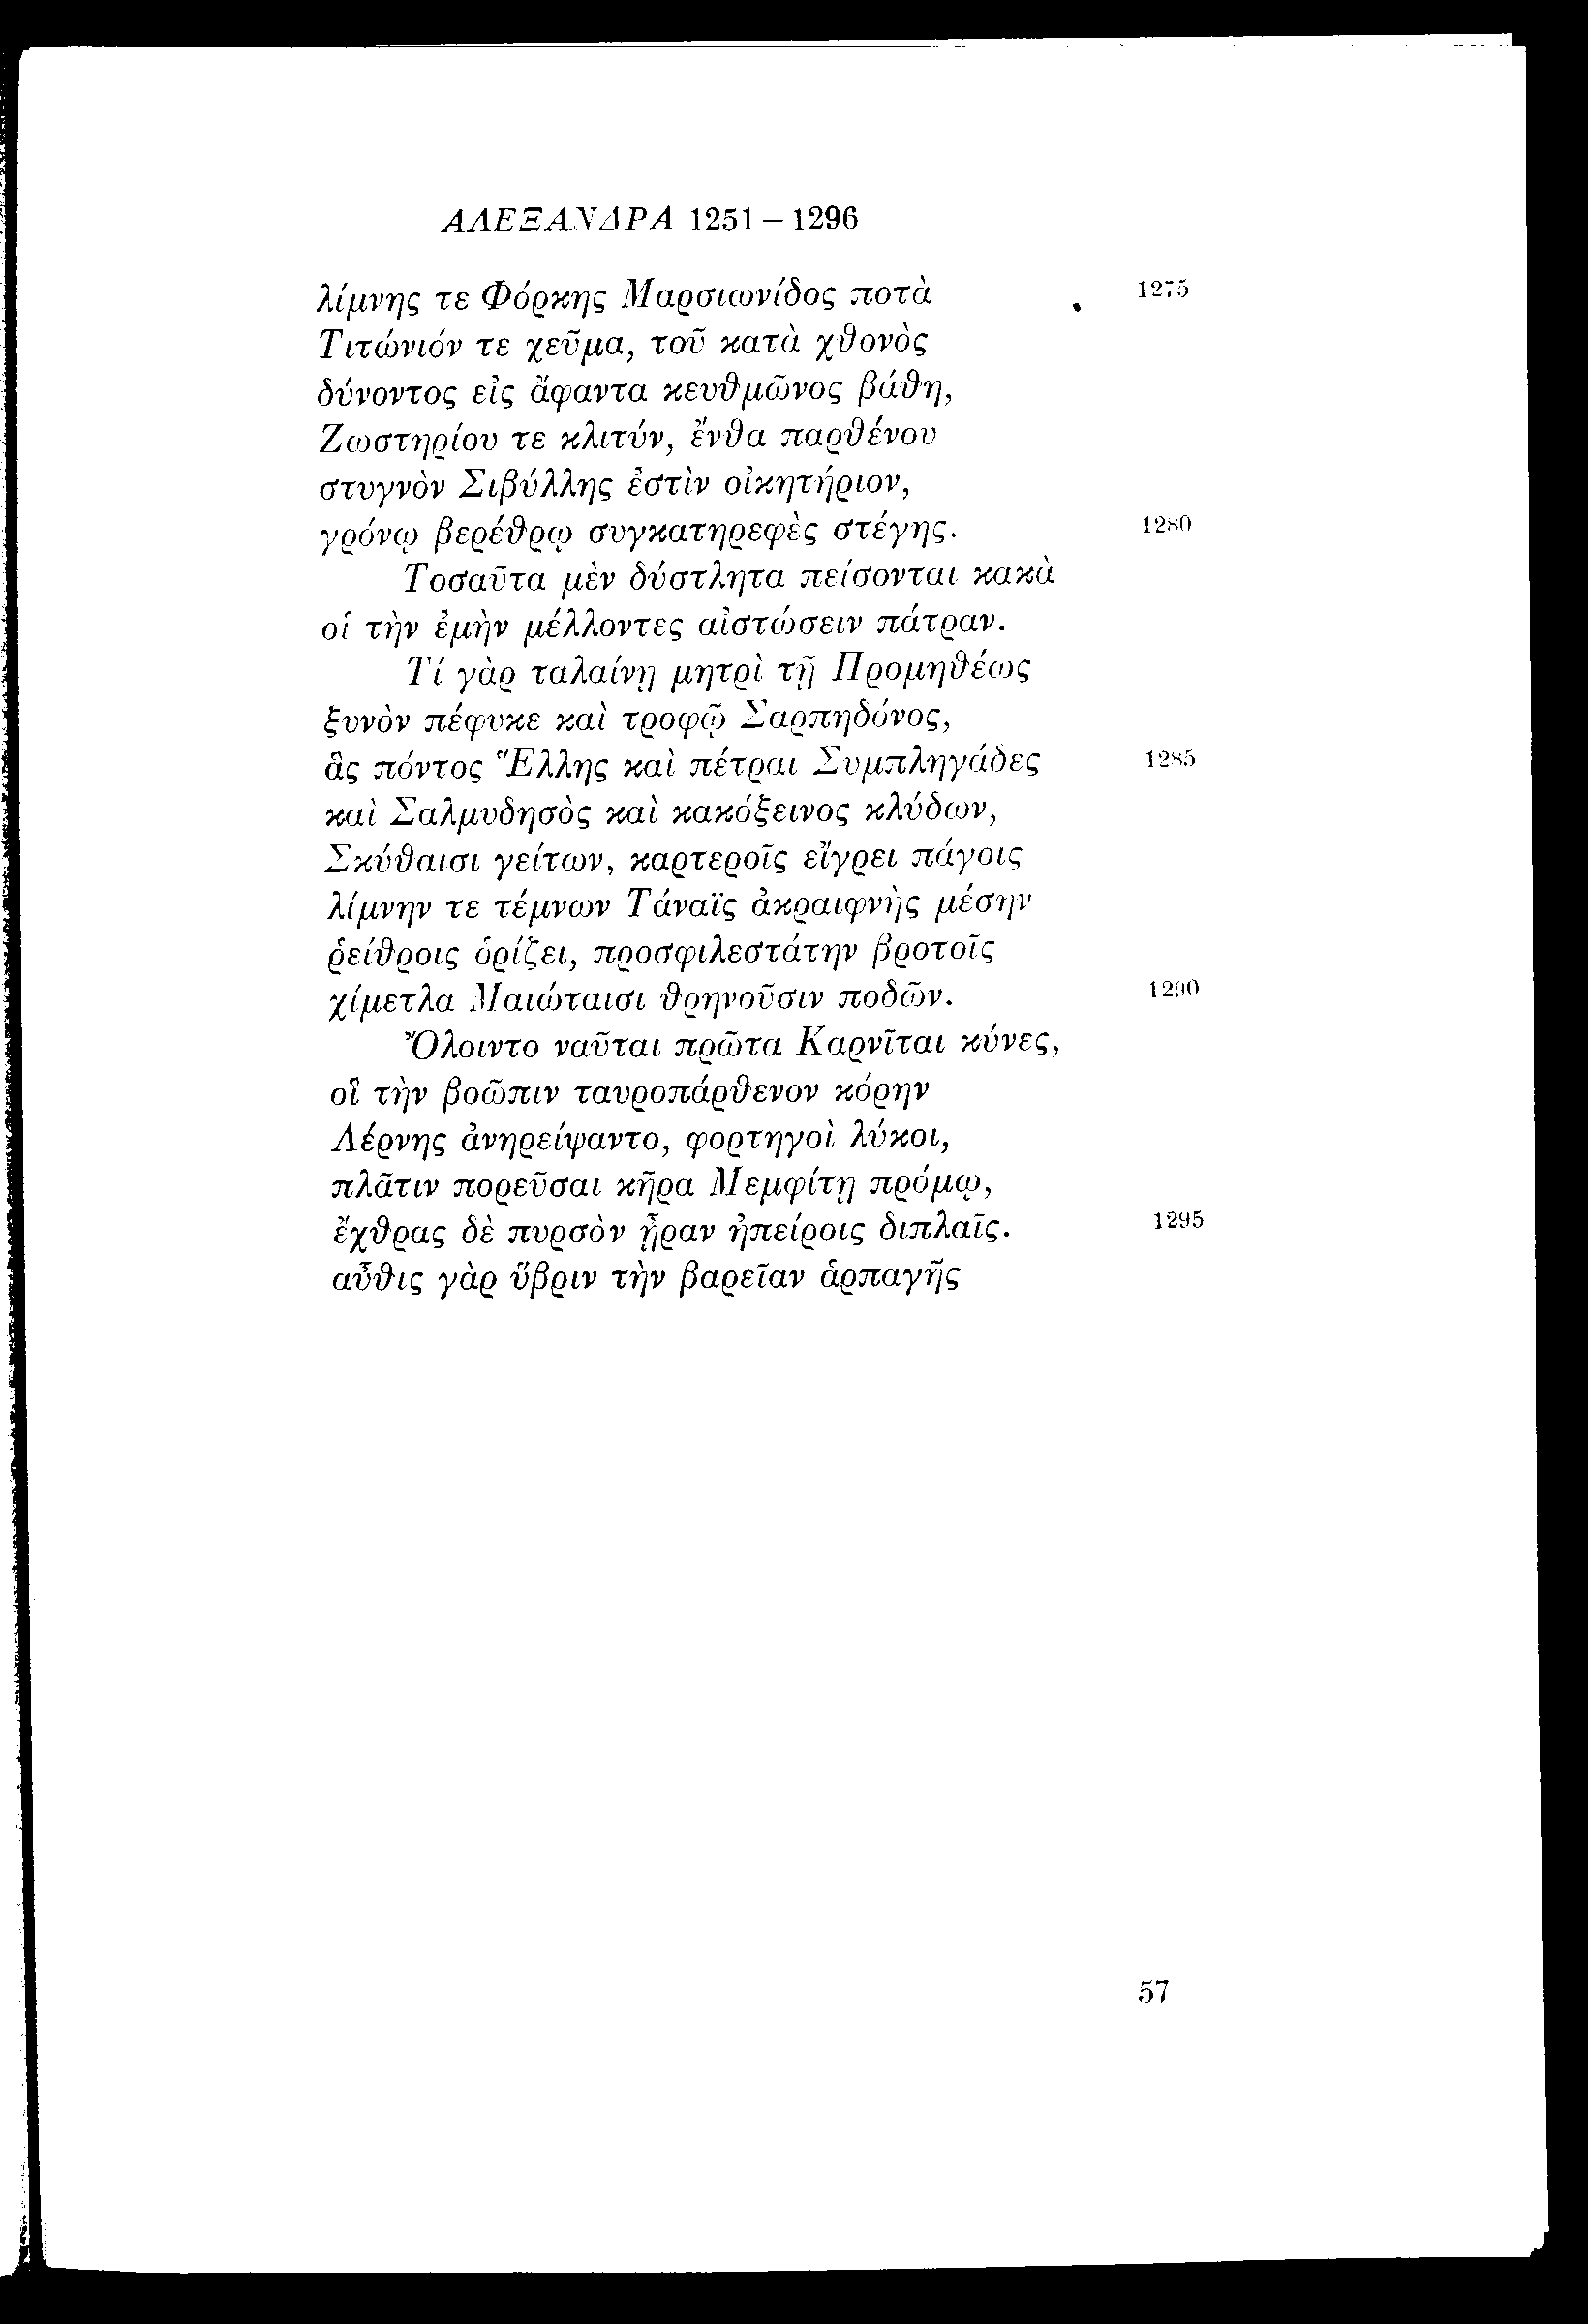 ΑΛΕΞΑΝΔΡΑ 1251 – 1296
λίμνης τε Φόρκης Μαρσιωνίδος ποτὰ 1275
Τιτώνιόν τε χεῦμα, τοῦ κατὰ χθονὸς
δύνοντος εἰς ἄφαντα κευθμῶνος βάθη,
Ζωστηρίου τε κλιτύν, ἔνθα παρθένου
στυγνὸν Σιβύλλης ἐστὶν οἰκητήριον,
γρόνῳ βερέθρῳ συγκατηρεφὲς στέγης. 1280
Τοσαῦτα μὲν δύστλητα πείσονται κακὰ
οἱ τὴν ἐμὴν μέλλοντες αἰστώσειν πάτραν.
Τί γὰρ ταλαίνῃ μητρὶ τῇ Προμηθέως
ξυνὸν πέφυκε καὶ τροφῷ Σαρπηδόνος,
ἃς πόντος Ἕλλης καὶ πέτραι Συμπληγάδες 1285
καὶ Σαλμυδησὸς καὶ κακόξεινος κλύδων,
Σκύθαισι γείτων, καρτεροῖς εἴργει πάγοις
λίμνην τε τέμνων Τάναϊς ἀκραιφνὴς μέσην
ῥείθροις ὁρίζει, προσφιλεστάτην βροτοῖς
χίμετλα Μαιώταισι θρηνοῦσιν ποδῶν. 1290
Ὄλοιντο ναῦται πρῶτα Καρνῖται κύνες,
οἳ τὴν βοῶπιν ταυροπάρθενον κόρην
Λέρνης ἀνηρείψαντο, φορτηγοὶ λύκοι,
πλᾶτιν πορεῦσαι κῆρα Μεμφίτῃ πρόμῳ,
ἔχθρας δὲ πυρσὸν ᾖραν ἠπείροις διπλαῖς. 1295
αὖθις γὰρ ὕβριν τὴν βαρεῖαν ἁρπαγῆς
57